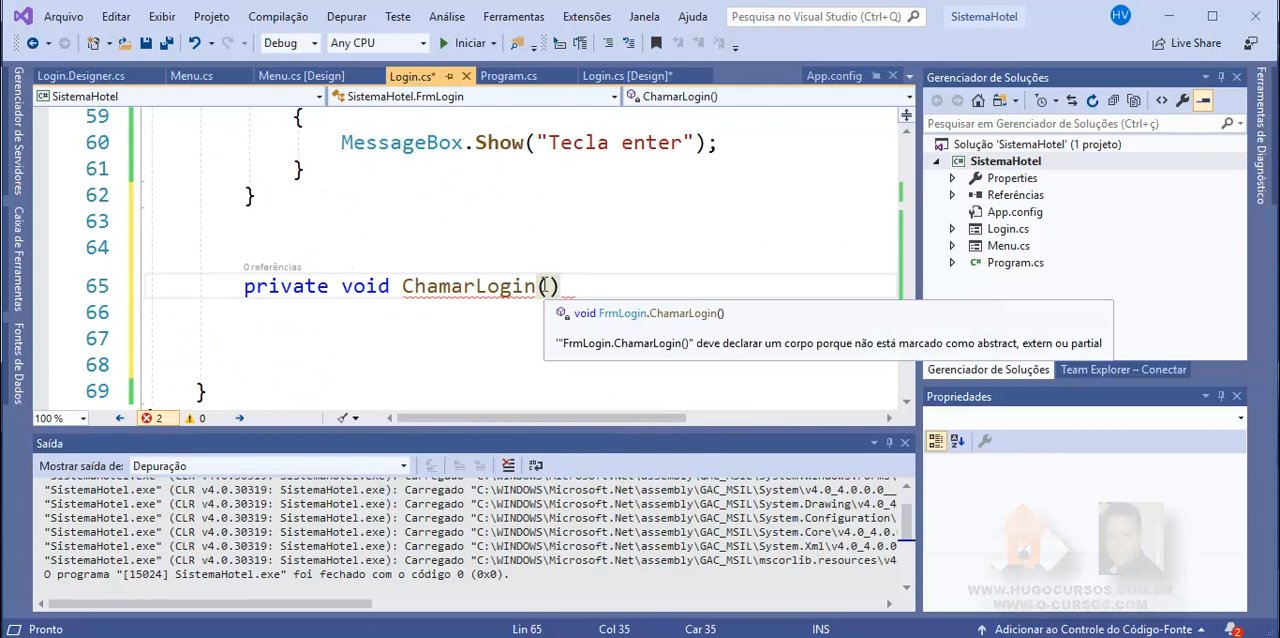 Arquivo Editar Exibir Projeto Compilação Depurar Teste Análise Ferramentas Extensões Janela Ajuda Pesquisa no Visual Studio (Ctrl+Q) SistemaHotel HV
Debug Any CPU Iniciar Live Share
Login.Designer.cs Menu.cs Menu.cs [Design] Login.cs* Program.cs Login.cs [Design]* App.config
SistemaHotel SistemaHotel.FrmLogin ChamarLogin()
59 {
60 MessageBox.Show("Tecla enter");
61 }
62 }
63
64
0 referências
65 private void ChamarLogin()
66
67
68
69 }
void FrmLogin.ChamarLogin()
'"FrmLogin.ChamarLogin()" deve declarar um corpo porque não está marcado como abstract, extern ou partial
100 % 2 0
Gerenciador de Servidores
Caixa de Ferramentas
Fontes de Dados
Saída
Mostrar saída de: Depuração
"SistemaHotel.exe" (CLR v4.0.30319: SistemaHotel.exe): Carregado "C:\WINDOWS\Microsoft.Net\assembly\GAC_MSIL\System\v4.0_4.0.0.0__
"SistemaHotel.exe" (CLR v4.0.30319: SistemaHotel.exe): Carregado "C:\WINDOWS\Microsoft.Net\assembly\GAC_MSIL\System.Drawing\v4.0_4
"SistemaHotel.exe" (CLR v4.0.30319: SistemaHotel.exe): Carregado "C:\WINDOWS\Microsoft.Net\assembly\GAC_MSIL\System.Configuration\
"SistemaHotel.exe" (CLR v4.0.30319: SistemaHotel.exe): Carregado "C:\WINDOWS\Microsoft.Net\assembly\GAC_MSIL\System.Core\v4.0_4.0.
"SistemaHotel.exe" (CLR v4.0.30319: SistemaHotel.exe): Carregado "C:\WINDOWS\Microsoft.Net\assembly\GAC_MSIL\System.Xml\v4.0_4.0.0
"SistemaHotel.exe" (CLR v4.0.30319: SistemaHotel.exe): Carregado "C:\WINDOWS\Microsoft.Net\assembly\GAC_MSIL\mscorlib.resources\v4
O programa "[15024] SistemaHotel.exe" foi fechado com o código 0 (0x0).
Gerenciador de Soluções
Pesquisar em Gerenciador de Soluções (Ctrl+ç)
Solução 'SistemaHotel' (1 projeto)
SistemaHotel
Properties
Referências
App.config
Login.cs
Menu.cs
Program.cs
Gerenciador de Soluções Team Explorer – Conectar
Propriedades
WWW.HUGOCURSOS.COM.BR
WWW.Q-CURSOS.COM
Ferramentas de Diagnóstico
Pronto Lin 65 Col 35 Car 35 INS Adicionar ao Controle do Código-Fonte 2